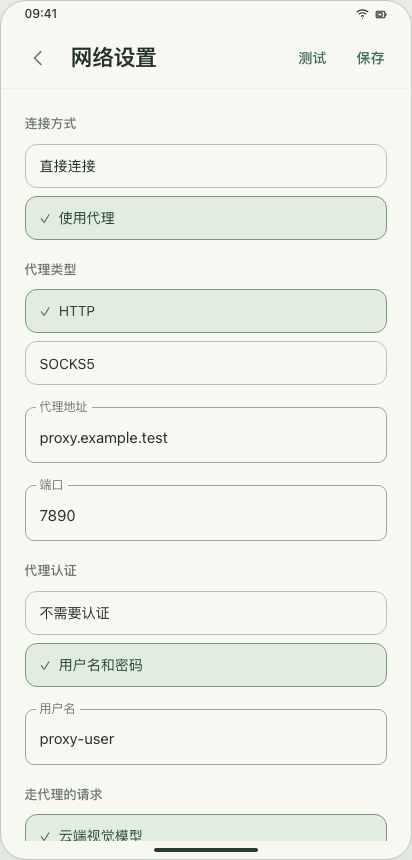 09:41
网络设置
测试
保存
连接方式
直接连接
使用代理
代理类型
HTTP
SOCKS5
代理地址
proxy.example.test
端口
7890
代理认证
不需要认证
用户名和密码
用户名
proxy-user
走代理的请求
云端视觉模型